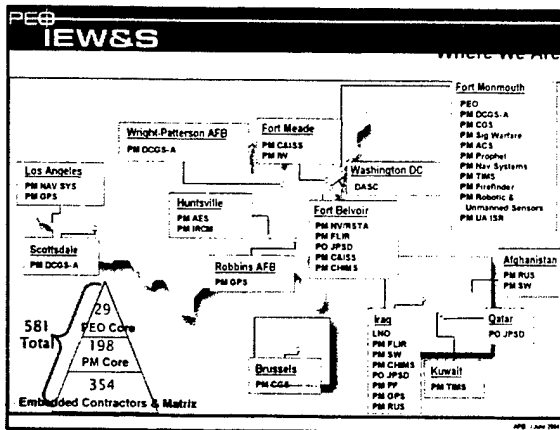 PEO
IEW&S
Where We Are
Fort Monmouth
PEO
PM DCGS-A
PM CGS
PM Sig Warfare
PM ACS
PM Prophet
PM Nav Systems
PM TIMS
PM Firefinder
PM Robotic &
Unmanned Sensors
PM UA ISR
Wright-Patterson AFB
PM DCGS-A
Fort Meade
PM C&ISS
PM IW
Washington DC
DASC
Los Angeles
PM NAV SYS
PM GPS
Huntsville
PM AES
PM IRCM
Fort Belvoir
PM NV/RSTA
PM FLIR
PO JPSD
PM C&ISS
PM CHIMS
Scottsdale
PM DCGS-A
Robbins AFB
PM GPS
Afghanistan
PM RUS
PM SW
581
Total
29
PEO Core
198
PM Core
354
Embedded Contractors & Matrix
Brussels
PM CGS
Iraq
LNO
PM FLIR
PM SW
PM CHIMS
PO JPSD
PM PF
PM GPS
PM RUS
Qatar
PO JPSD
Kuwait
PM TIMS